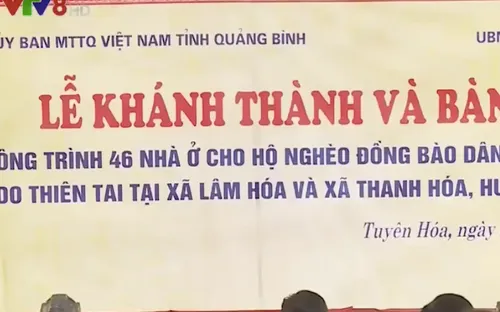 VTV8
HD
ỦY BAN MTTQ VIỆT NAM TỈNH QUẢNG BÌNH
UBN
LỄ KHÁNH THÀNH VÀ BÀN
ÔNG TRÌNH 46 NHÀ Ở CHO HỘ NGHÈO ĐỒNG BÀO DÂN
DO THIÊN TAI TẠI XÃ LÂM HÓA VÀ XÃ THANH HÓA, HU
Tuyên Hóa, ngày